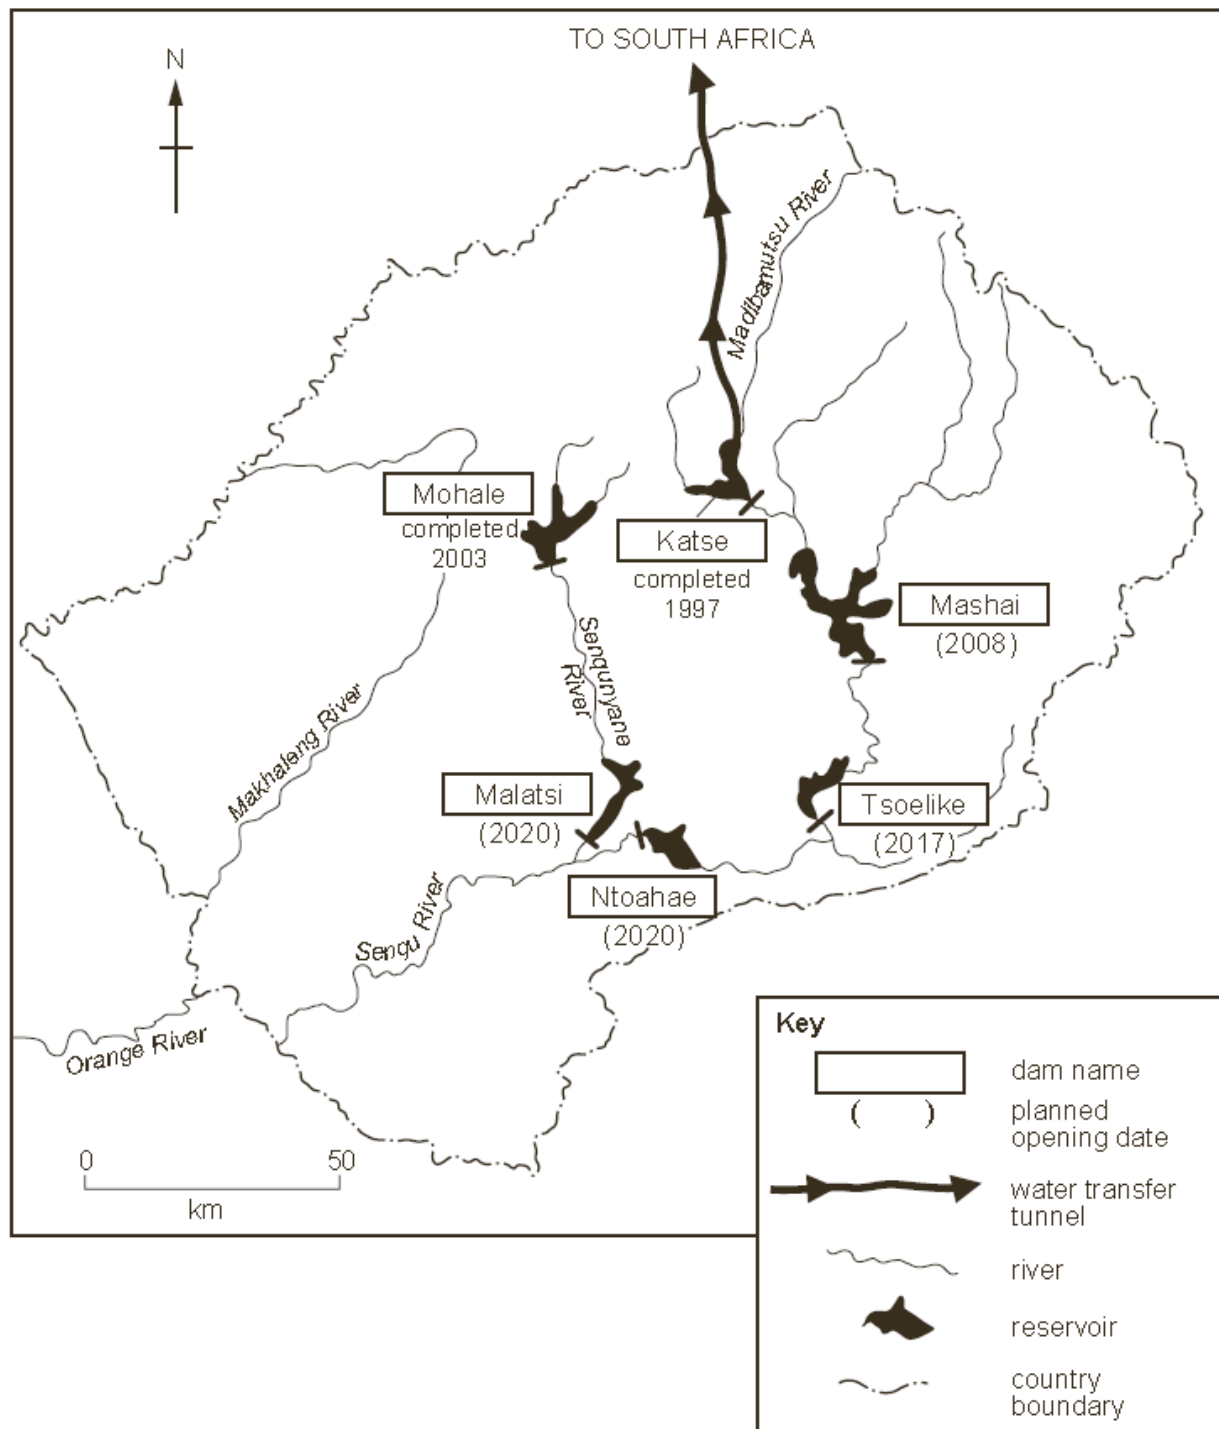 TO SOUTH AFRICA
N
Madibamutsu River
Mohale
completed
2003
Katse
completed
1997
Mashai
(2008)
Senqunyane
River
Makhaleng River
Malatsi
(2020)
Tsoelike
(2017)
Ntoahae
(2020)
Senqu River
Orange River
0 50
km
Key
dam name
( )
planned
opening date
water transfer
tunnel
river
reservoir
country
boundary